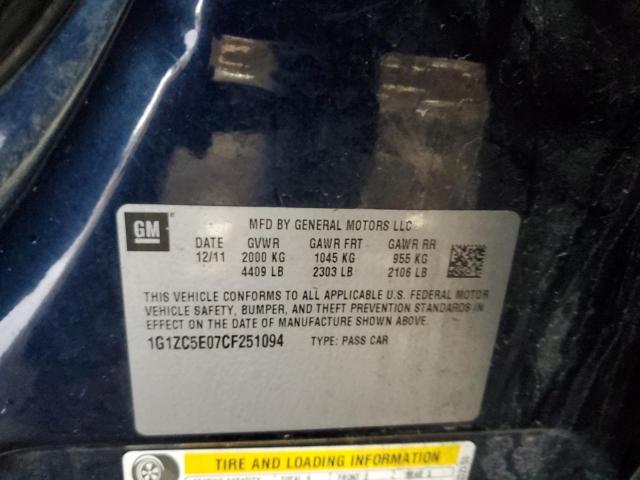 GM
MFD BY GENERAL MOTORS LLC
DATE GVWR GAWR FRT GAWR RR
12/11 2000 KG 1045 KG 955 KG
4409 LB 2303 LB 2106 LB
THIS VEHICLE CONFORMS TO ALL APPLICABLE U.S. FEDERAL MOTOR
VEHICLE SAFETY, BUMPER, AND THEFT PREVENTION STANDARDS
IN EFFECT ON THE DATE OF MANUFACTURE SHOWN ABOVE.
1G1ZC5E07CF251094 TYPE: PASS CAR
TIRE AND LOADING INFORMATION